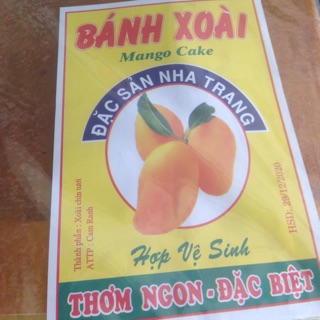 BÁNH XOÀI
Mango Cake
ĐẶC SẢN NHA TRANG
Thành phần : Xoài chín tươi
ATTP : Cam Ranh
HSD: 28/12/2020
Hợp Vệ Sinh
THƠM NGON - ĐẶC BIỆT